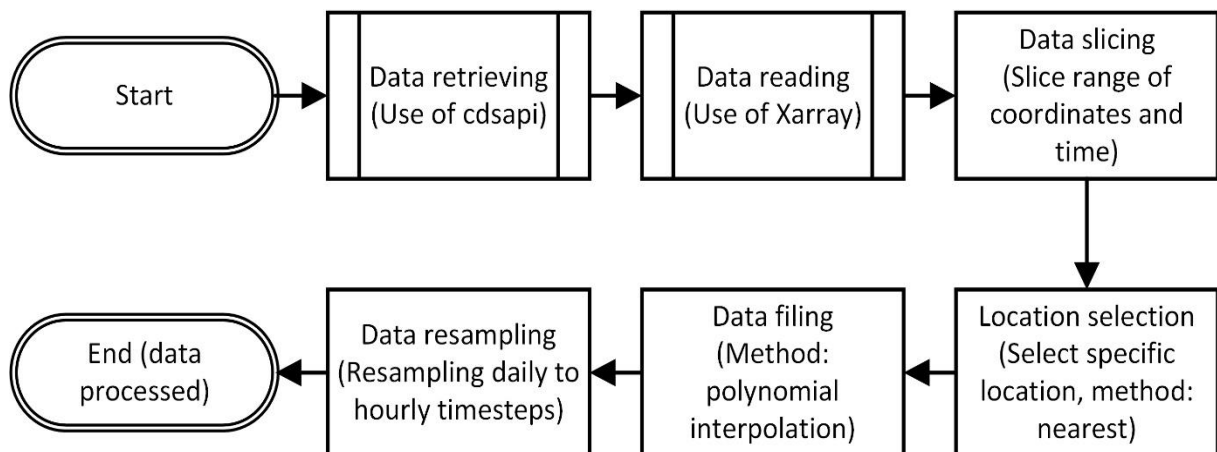 Start
Data retrieving
(Use of cdsapi)
Data reading
(Use of Xarray)
Data slicing
(Slice range of
coordinates and
time)
Location selection
(Select specific
location, method:
nearest)
Data filing
(Method:
polynomial
interpolation)
Data resampling
(Resampling daily to
hourly timesteps)
End (data
processed)